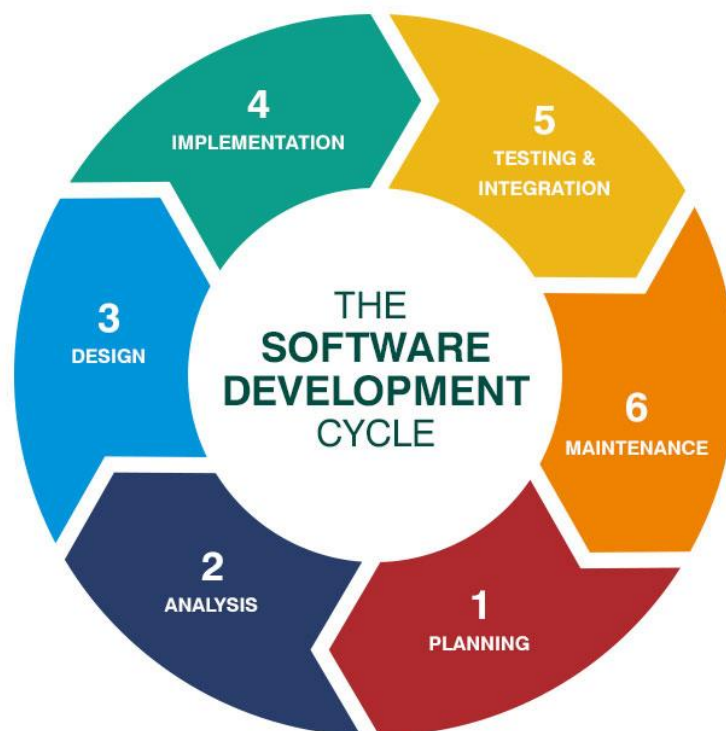 THE
SOFTWARE
DEVELOPMENT
CYCLE
1
PLANNING
2
ANALYSIS
3
DESIGN
4
IMPLEMENTATION
5
TESTING &
INTEGRATION
6
MAINTENANCE